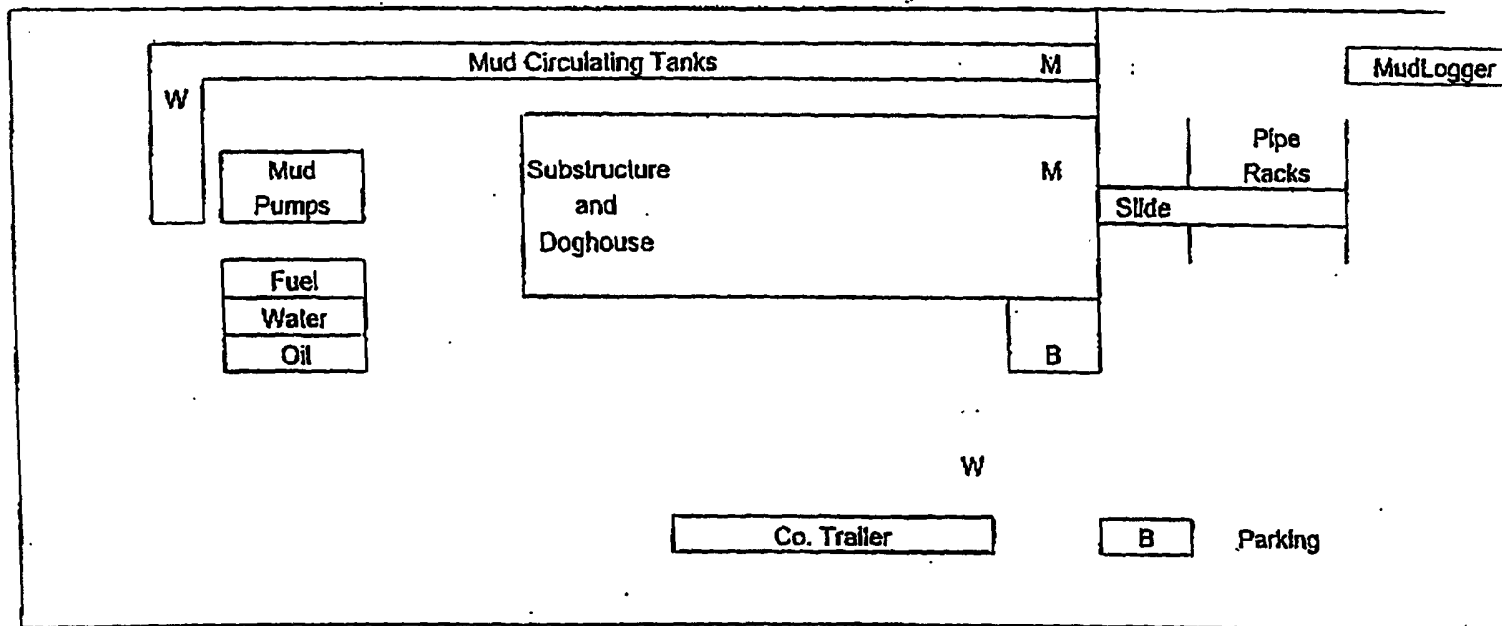 Mud Circulating Tanks
M
MudLogger
W
Mud
Pumps
Substructure
and
Doghouse
M
Pipe
Racks
Slide
Fuel
Water
Oil
B
W
Co. Trailer
B
Parking